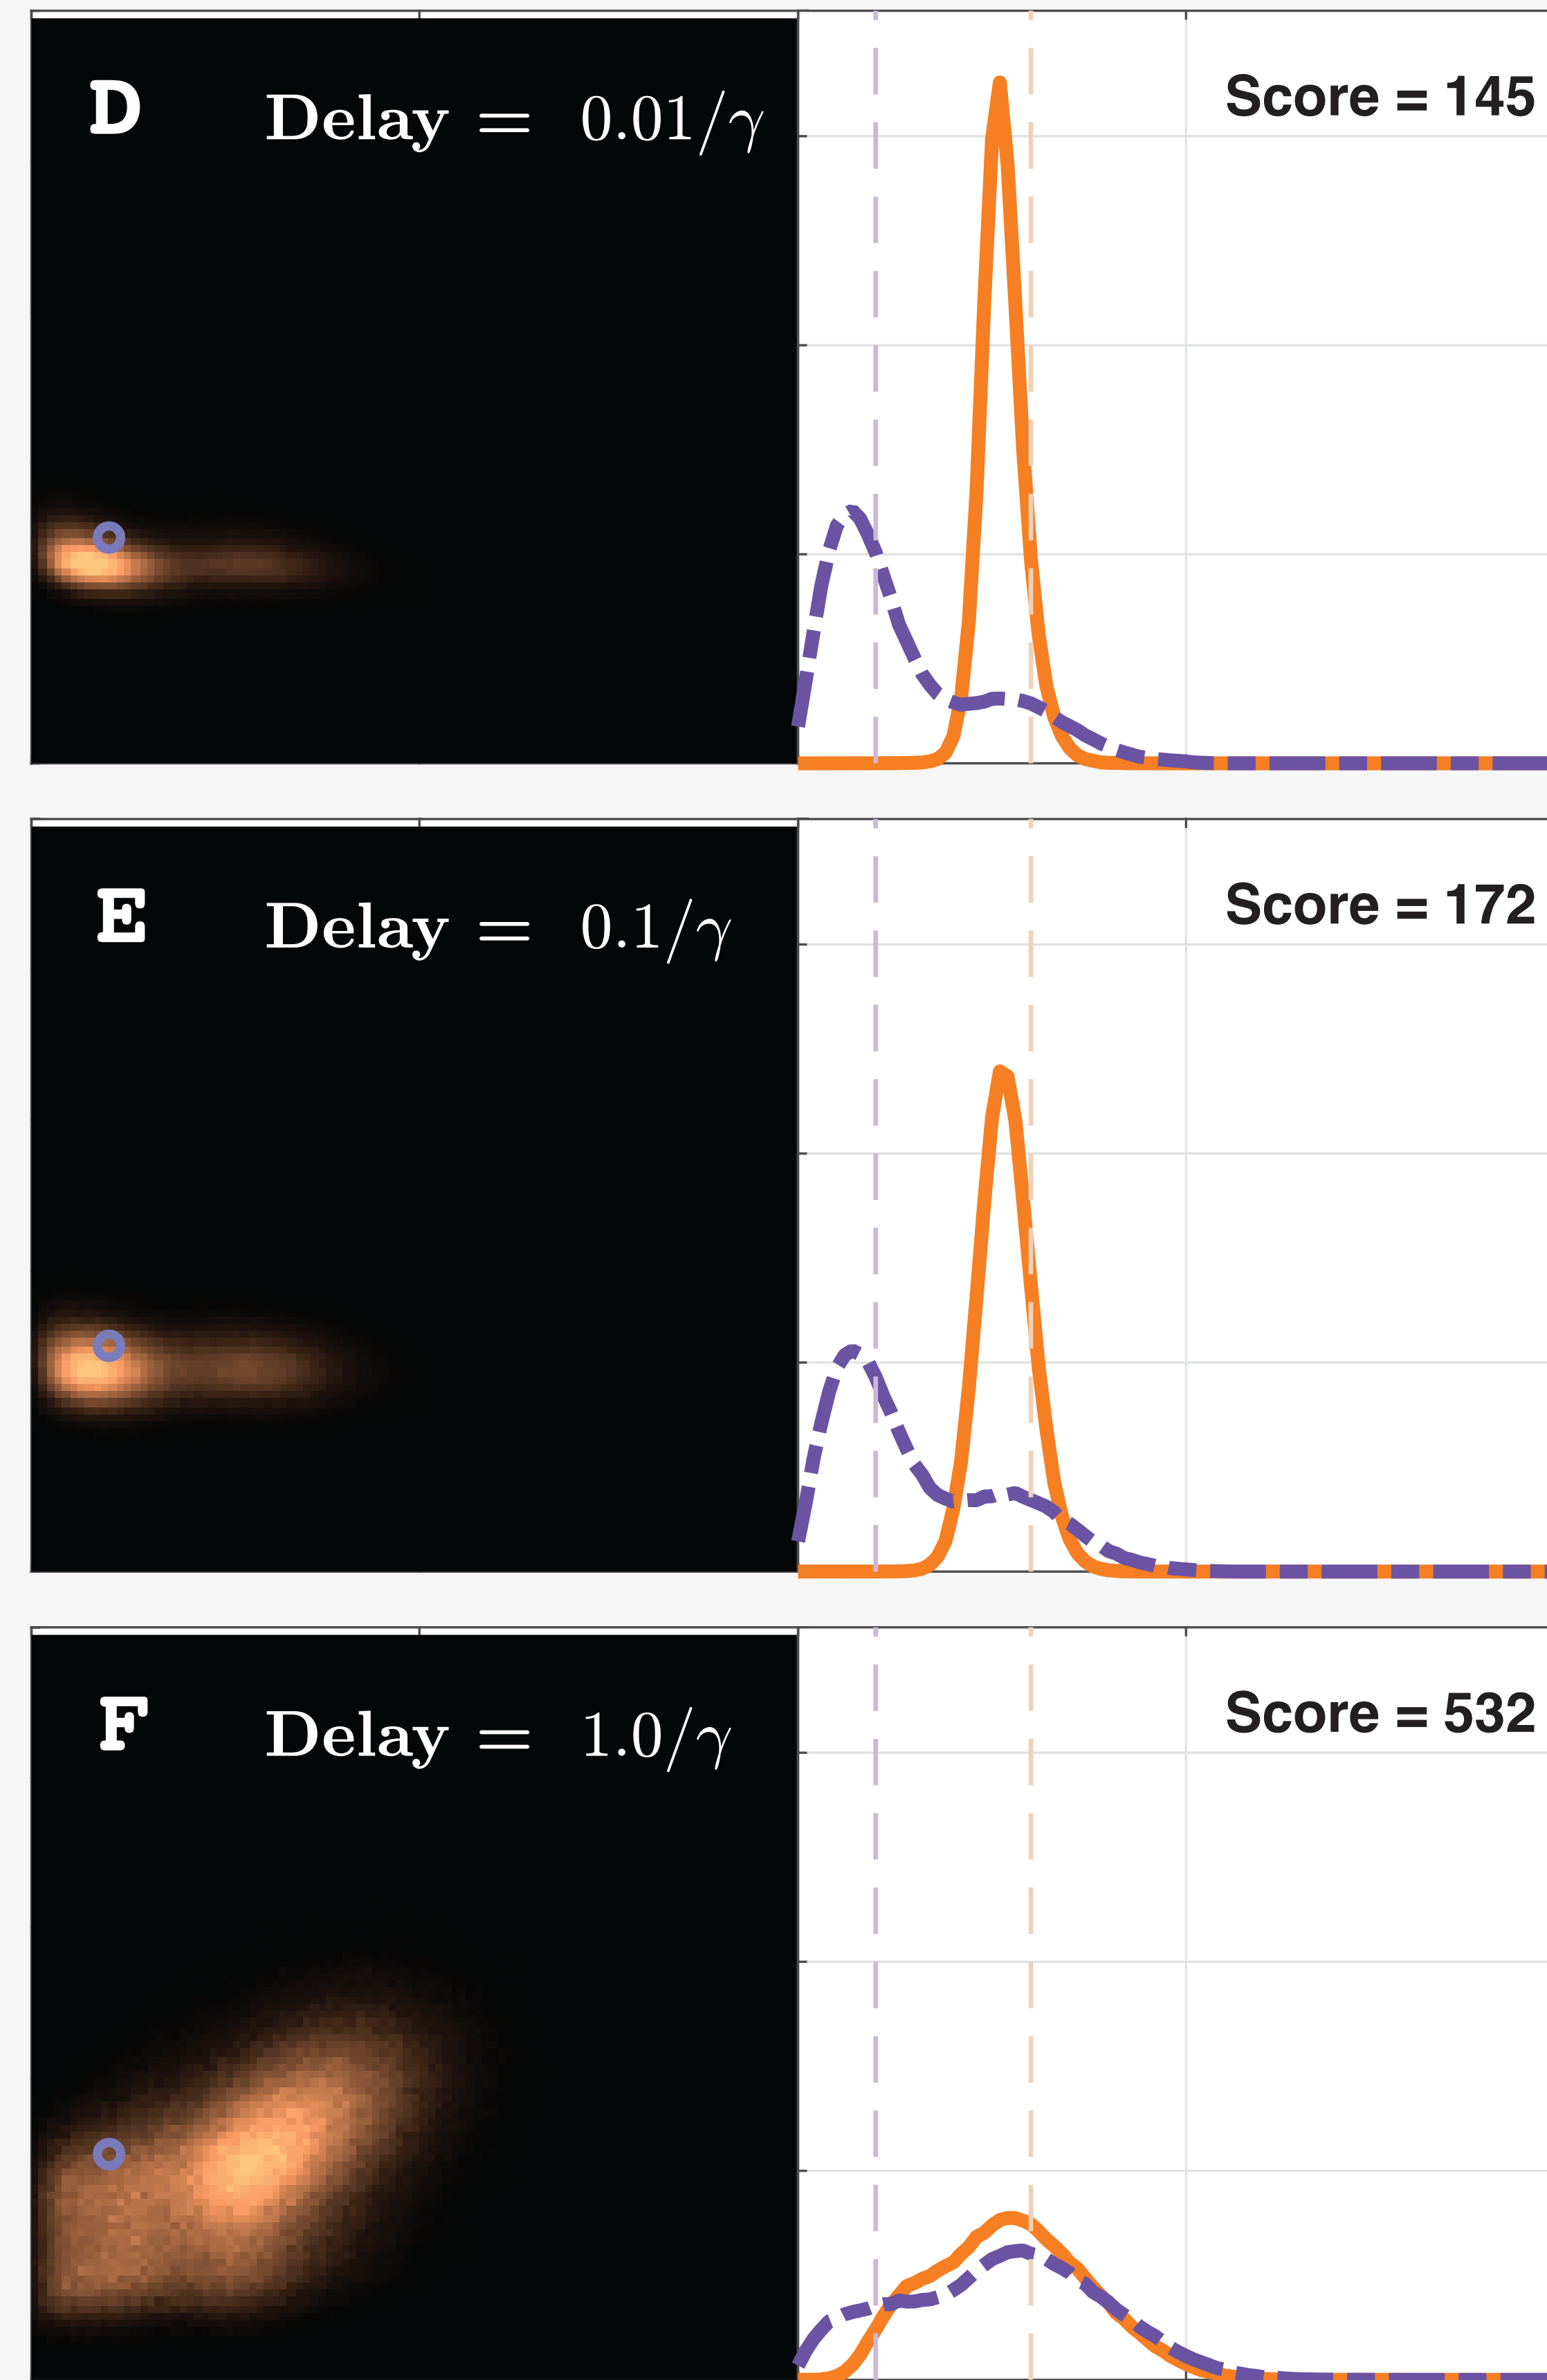 D Delay = 0.01/γ Score = 145
E Delay = 0.1/γ Score = 172
F Delay = 1.0/γ Score = 532